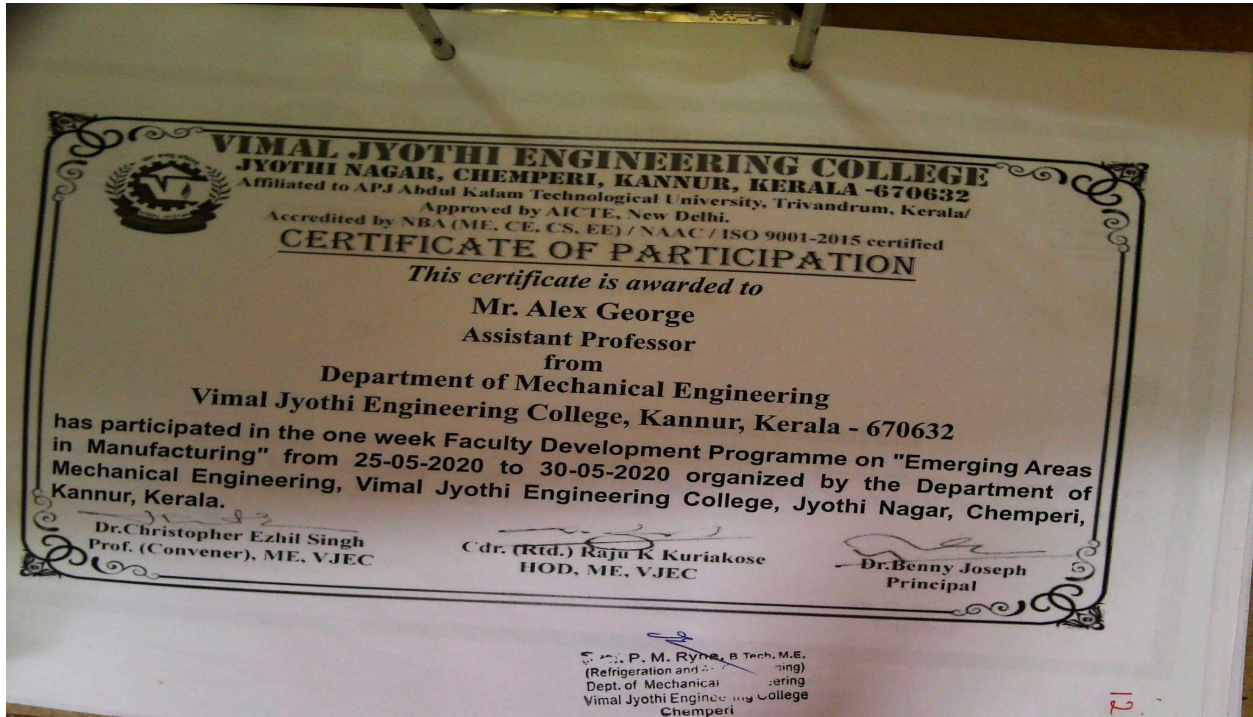 VIMAL JYOTHI ENGINEERING COLLEGE
JYOTHI NAGAR, CHEMPERI, KANNUR, KERALA -670632
Affiliated to APJ Abdul Kalam Technological University, Trivandrum, Kerala/
Approved by AICTE, New Delhi.
Accredited by NBA (ME, CE, CS, EE) / NAAC / ISO 9001-2015 certified
CERTIFICATE OF PARTICIPATION
This certificate is awarded to
Mr. Alex George
Assistant Professor
from
Department of Mechanical Engineering
Vimal Jyothi Engineering College, Kannur, Kerala - 670632
has participated in the one week Faculty Development Programme on "Emerging Areas
in Manufacturing" from 25-05-2020 to 30-05-2020 organized by the Department of
Mechanical Engineering, Vimal Jyothi Engineering College, Jyothi Nagar, Chemperi,
Kannur, Kerala.
Dr.Christopher Ezhil Singh
Prof. (Convener), ME, VJEC
Cdr. (Rtd.) Raju K Kuriakose
HOD, ME, VJEC
Dr.Benny Joseph
Principal
P. M. Ryne, B Tech, M.E.
(Refrigeration and
Dept. of Mechanical
Vimal Jyothi Engineering College
Chemperi
12